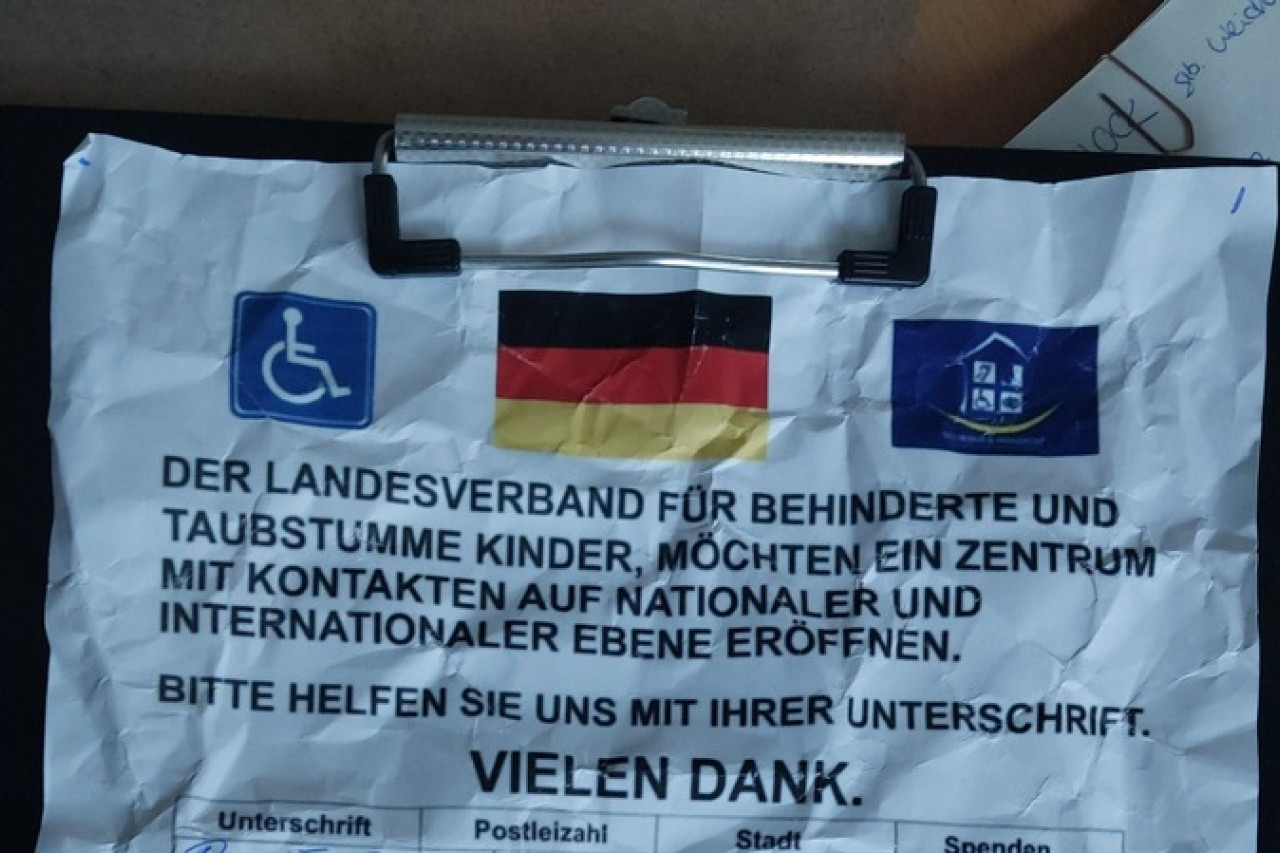 DER LANDESVERBAND FÜR BEHINDERTE UND
TAUBSTUMME KINDER, MÖCHTEN EIN ZENTRUM
MIT KONTAKTEN AUF NATIONALER UND
INTERNATIONALER EBENE ERÖFFNEN.
BITTE HELFEN SIE UNS MIT IHRER UNTERSCHRIFT.
VIELEN DANK.
Unterschrift Postleizahl Stadt Spenden